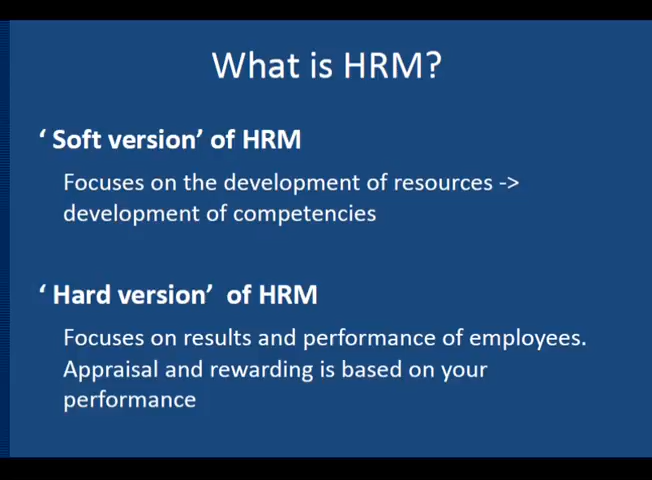 What is HRM?
‘ Soft version’ of HRM
Focuses on the development of resources ->
development of competencies
‘ Hard version’  of HRM
Focuses on results and performance of employees.
Appraisal and rewarding is based on your
performance